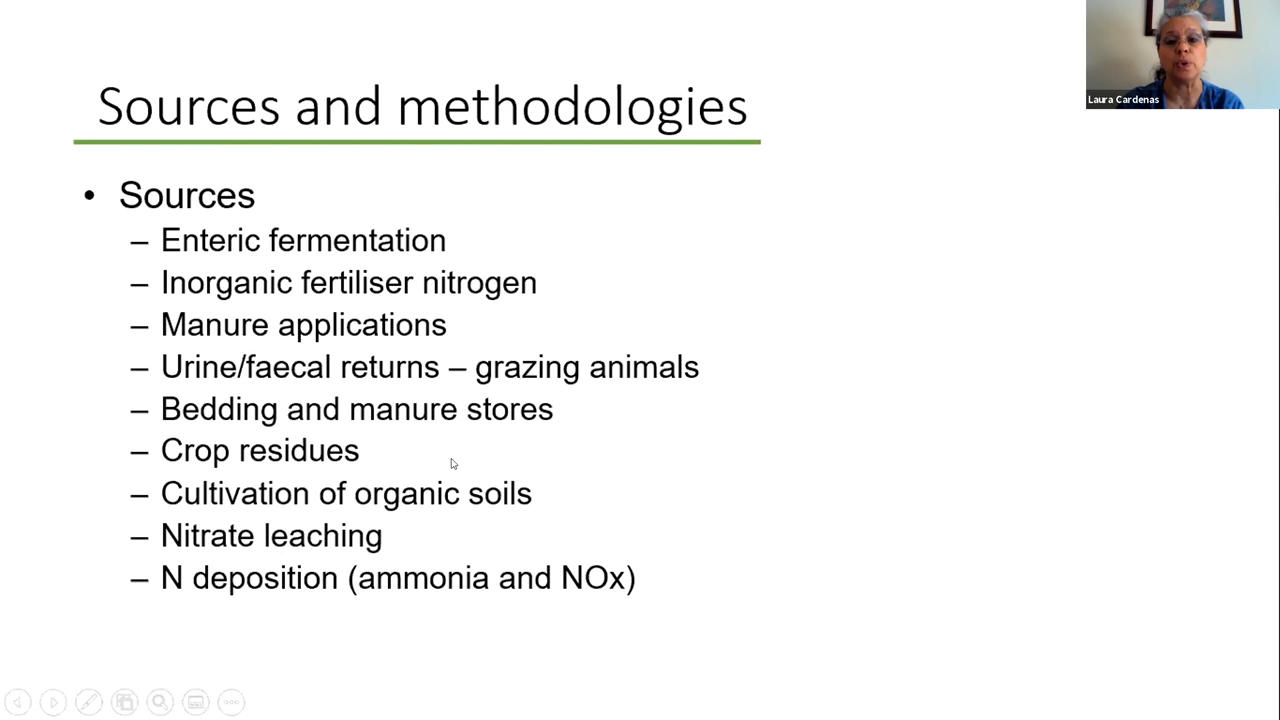 Sources and methodologies
Laura Cardenas
• Sources
– Enteric fermentation
– Inorganic fertiliser nitrogen
– Manure applications
– Urine/faecal returns – grazing animals
– Bedding and manure stores
– Crop residues
– Cultivation of organic soils
– Nitrate leaching
– N deposition (ammonia and NOx)